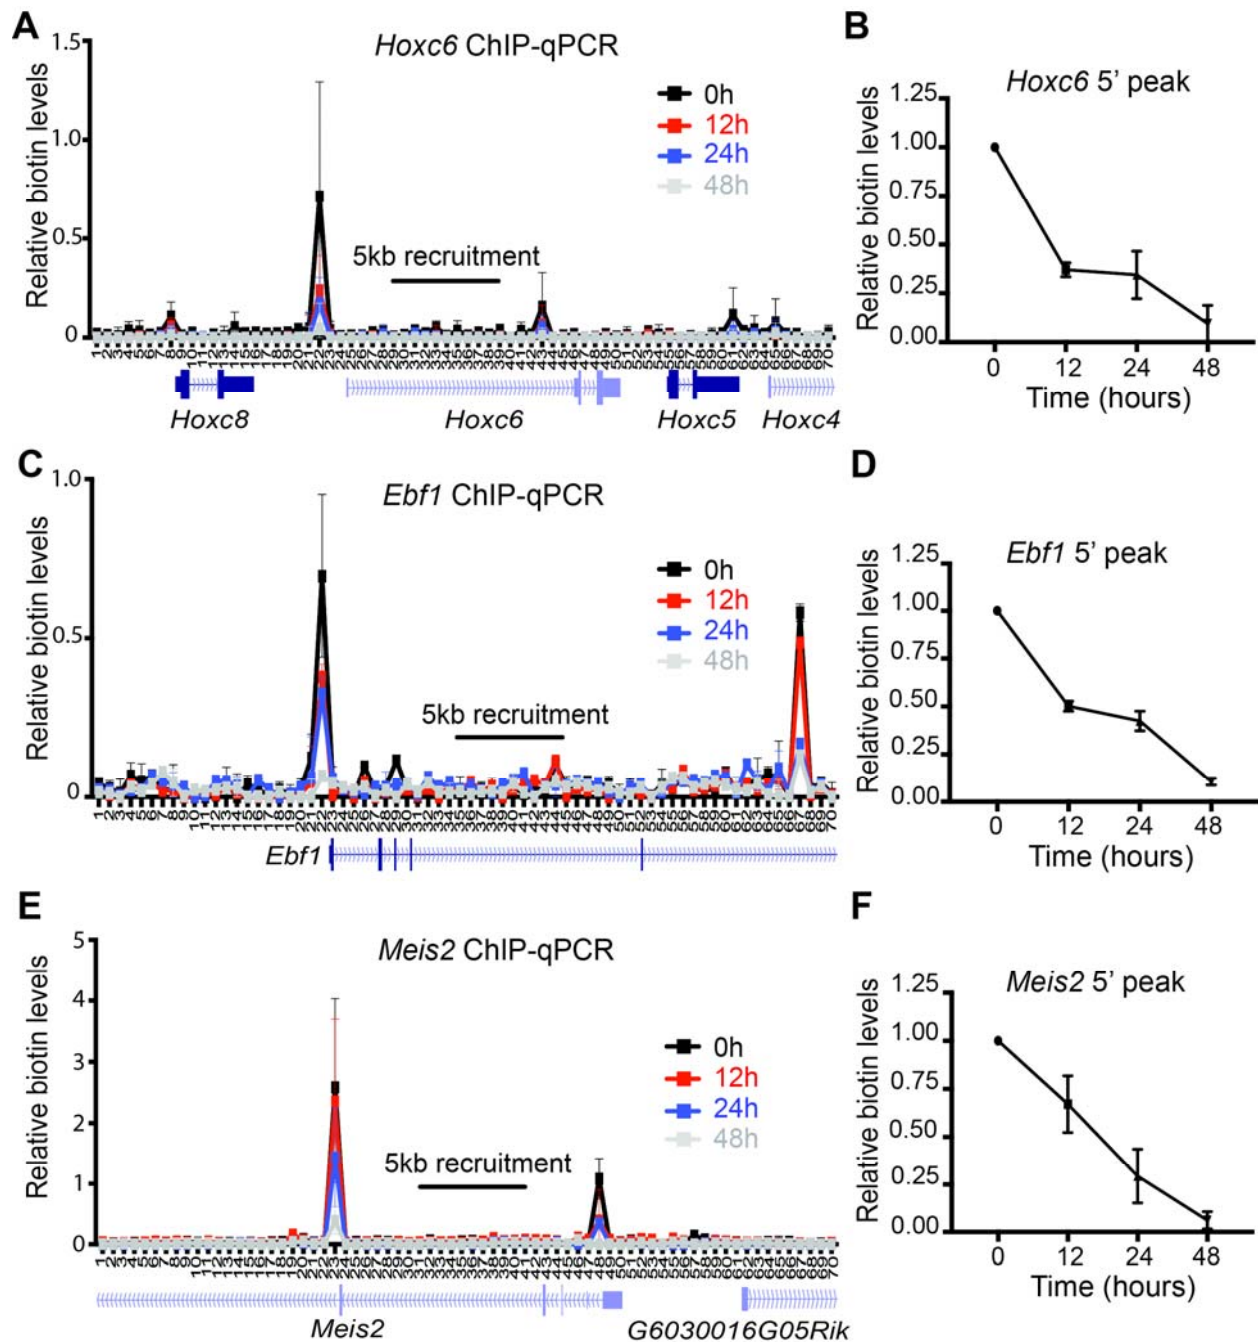 A
Hoxc6 ChIP-qPCR
Relative biotin levels
1.5
1.0
0.5
0
0h
12h
24h
48h
5kb recruitment
Hoxc8
Hoxc6
Hoxc5
Hoxc4
B
Hoxc6 5' peak
Relative biotin levels
1.25
1.00
0.75
0.50
0.25
0.00
0 12 24 48
Time (hours)
C
Ebf1 ChIP-qPCR
Relative biotin levels
1.0
0.5
0
0h
12h
24h
48h
5kb recruitment
Ebf1
D
Ebf1 5' peak
Relative biotin levels
1.25
1.00
0.75
0.50
0.25
0.00
0 12 24 48
Time (hours)
E
Meis2 ChIP-qPCR
Relative biotin levels
5
4
3
2
1
0
0h
12h
24h
48h
5kb recruitment
Meis2
G6030016G05Rik
F
Meis2 5' peak
Relative biotin levels
1.25
1.00
0.75
0.50
0.25
0.00
0 12 24 48
Time (hours)